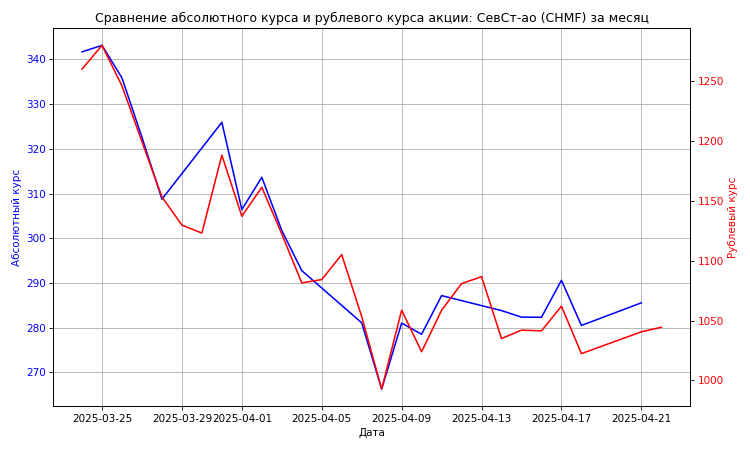 Сравнение абсолютного курса и рублевого курса акции: СевСт-ао (CHMF) за месяц
340
330
320
310
300
290
280
270
Абсолютный курс
1250
1200
1150
1100
1050
1000
Рублевый курс
2025-03-25 2025-03-29 2025-04-01 2025-04-05 2025-04-09 2025-04-13 2025-04-17 2025-04-21
Дата